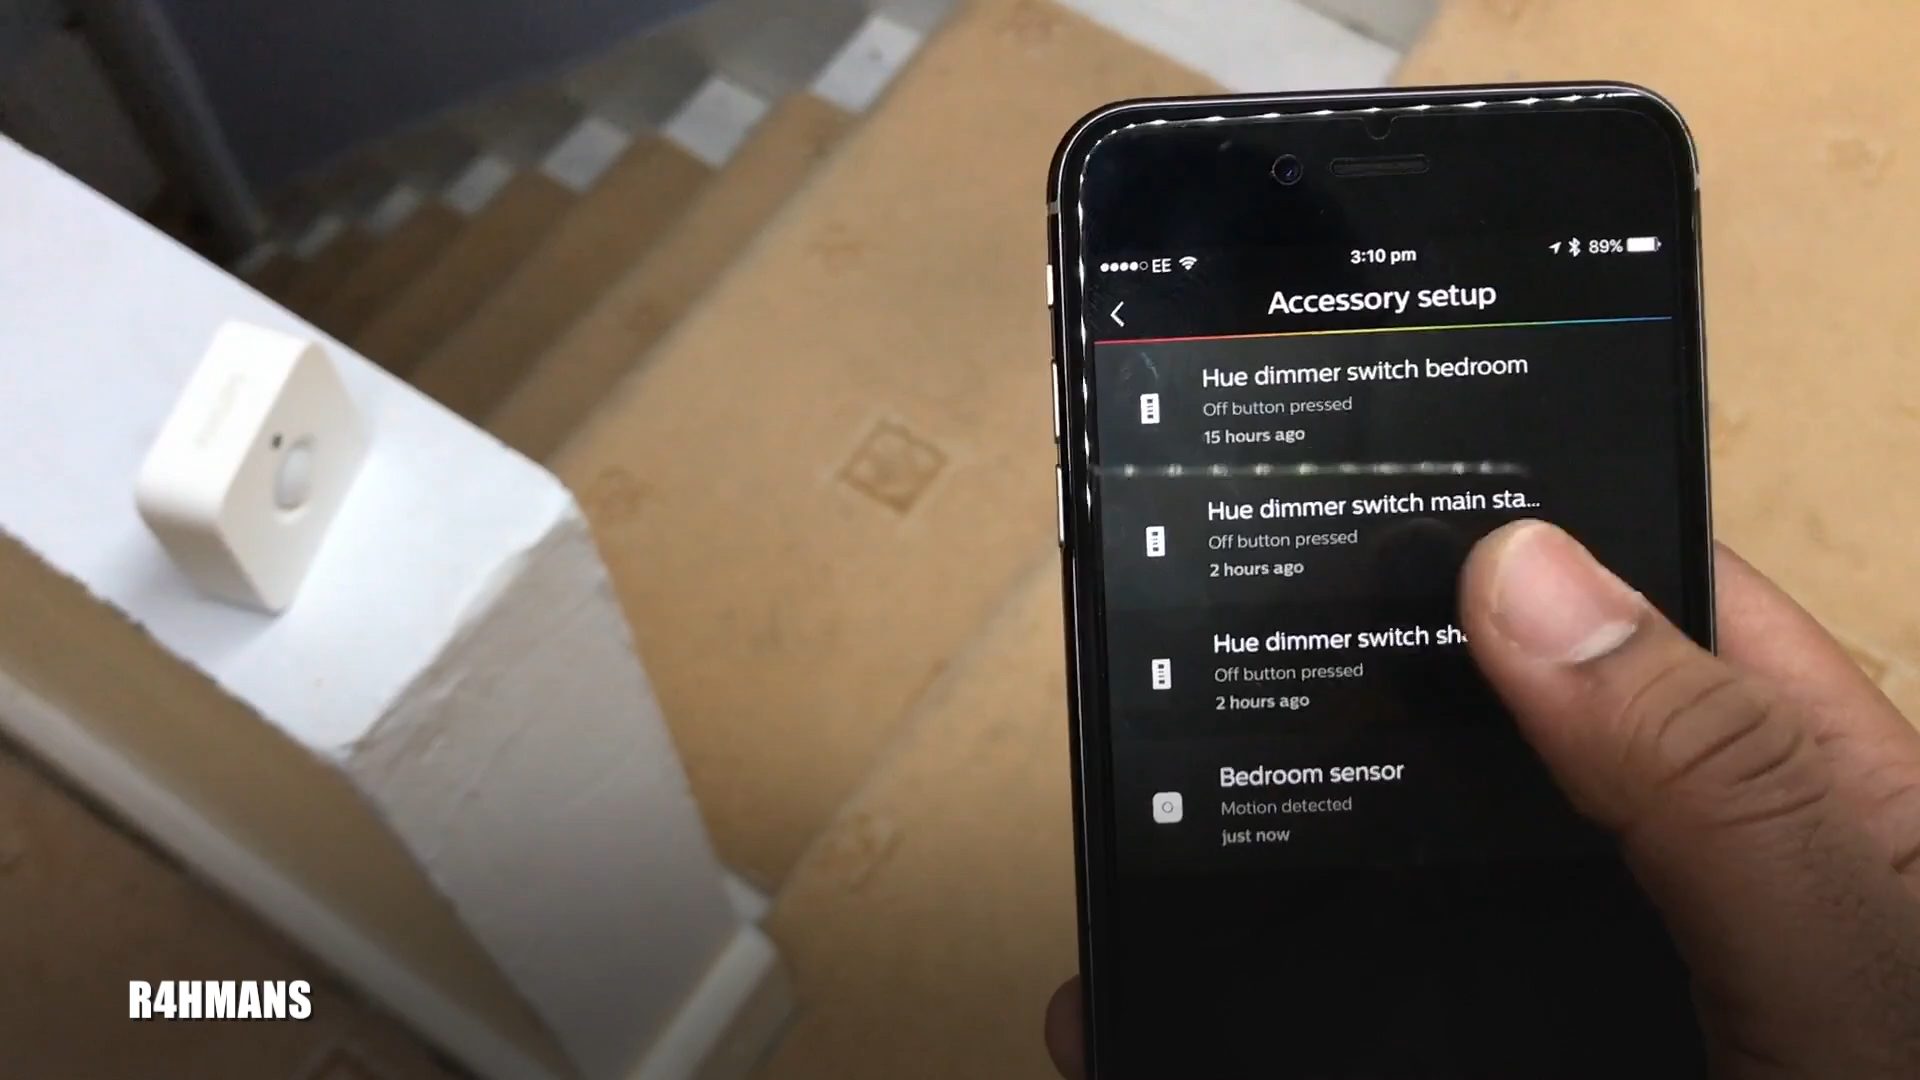 EE
3:10 pm
89%
Accessory setup
Hue dimmer switch bedroom
Off button pressed
15 hours ago
Hue dimmer switch main sta...
Off button pressed
2 hours ago
Hue dimmer switch
Off button pressed
2 hours ago
Bedroom sensor
Motion detected
just now
R4HMANS